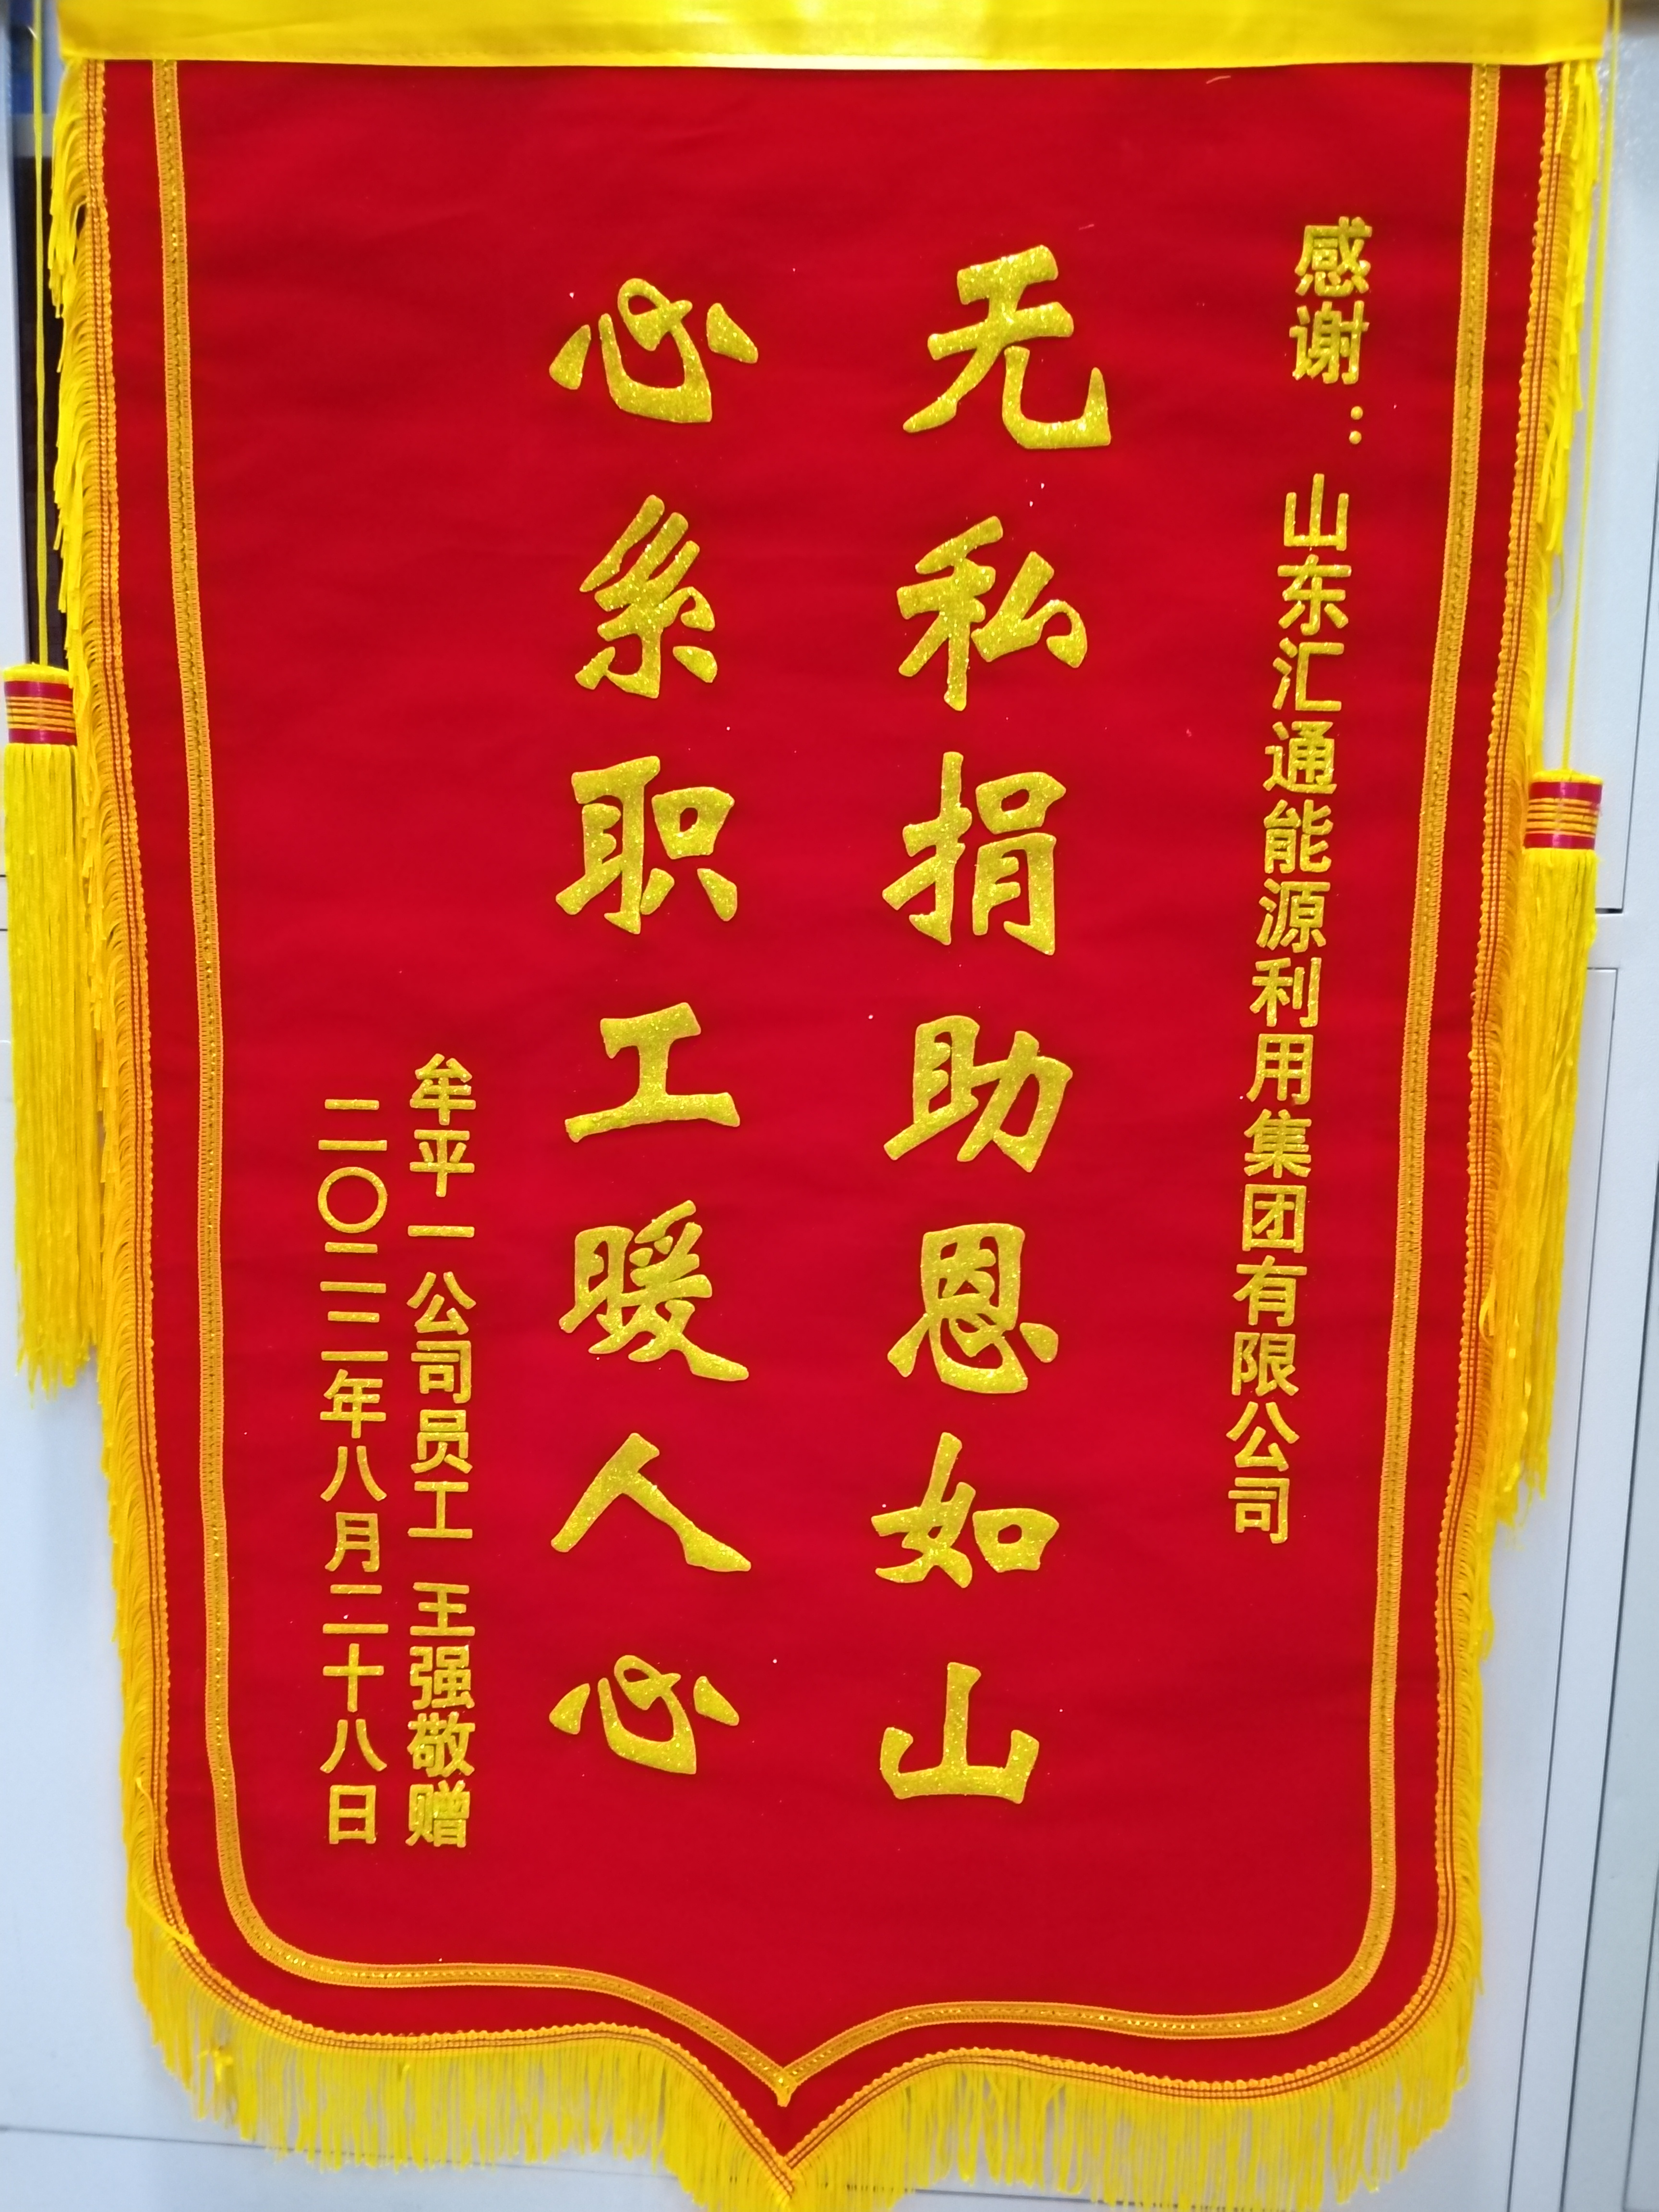 感谢：山东汇通能源利用集团有限公司
无私捐助恩如山
心系职工暖人心
牟平一公司员工 王强敬赠
二〇二二年八月二十八日